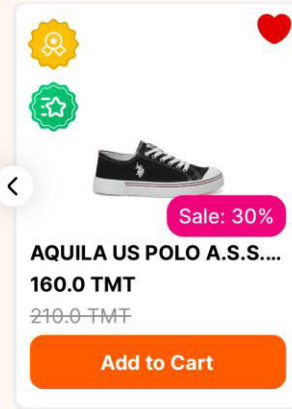 Sale: 30%
AQUILA US POLO A.S.S....
160.0 TMT
210.0 TMT
Add to Cart